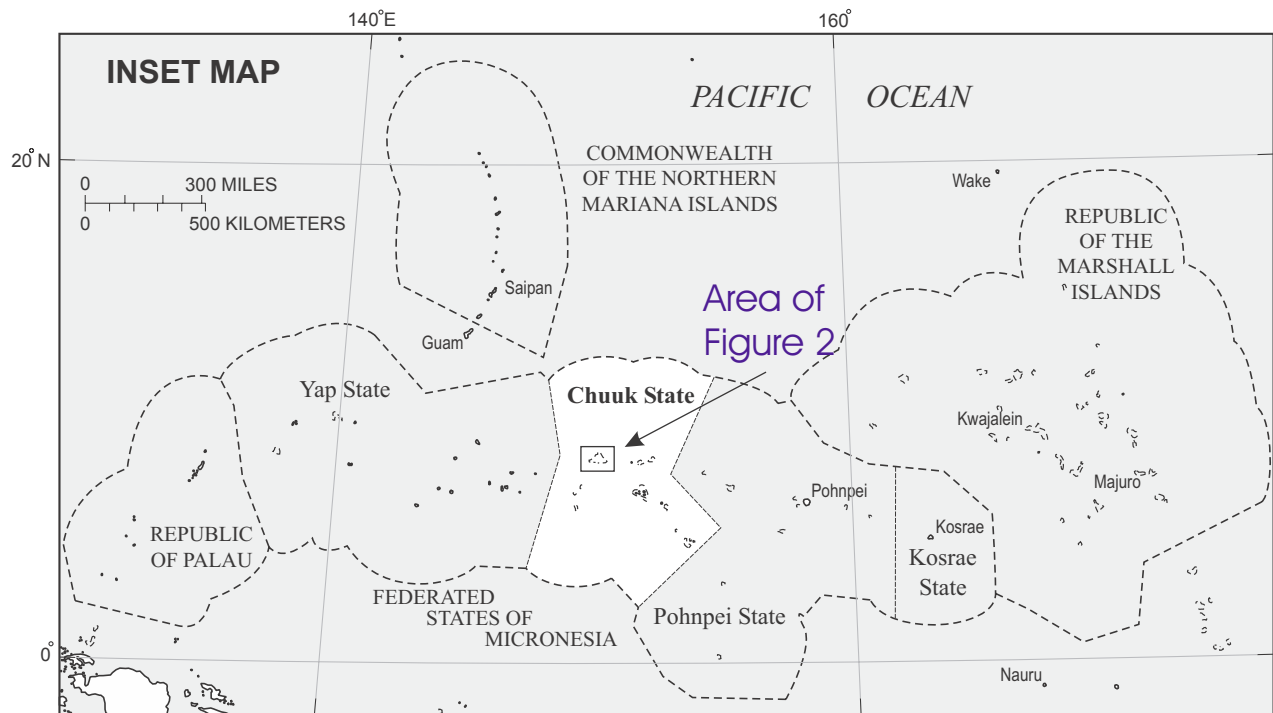 140°E
160°
INSET MAP
PACIFIC OCEAN
20°N
COMMONWEALTH
OF THE NORTHERN
MARIANA ISLANDS
0 300 MILES
0 500 KILOMETERS
Wake
REPUBLIC
OF THE
MARSHALL
ISLANDS
Saipan
Guam
Area of
Figure 2
Yap State
Chuuk State
Kwajalein
Majuro
Pohnpei
Kosrae
Kosrae
State
REPUBLIC
OF PALAU
FEDERATED
STATES OF
MICRONESIA
Pohnpei State
0°
Nauru